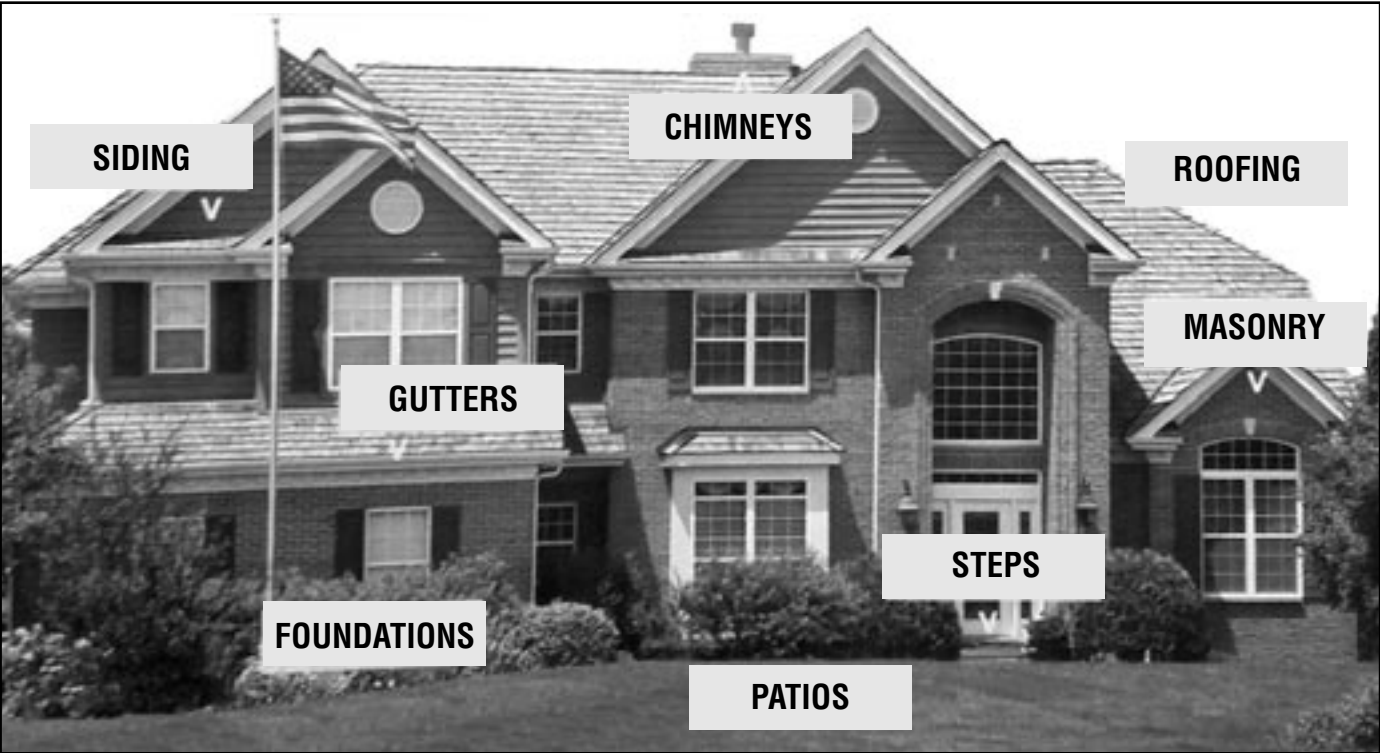 CHIMNEYS
SIDING
ROOFING
MASONRY
GUTTERS
STEPS
FOUNDATIONS
PATIOS